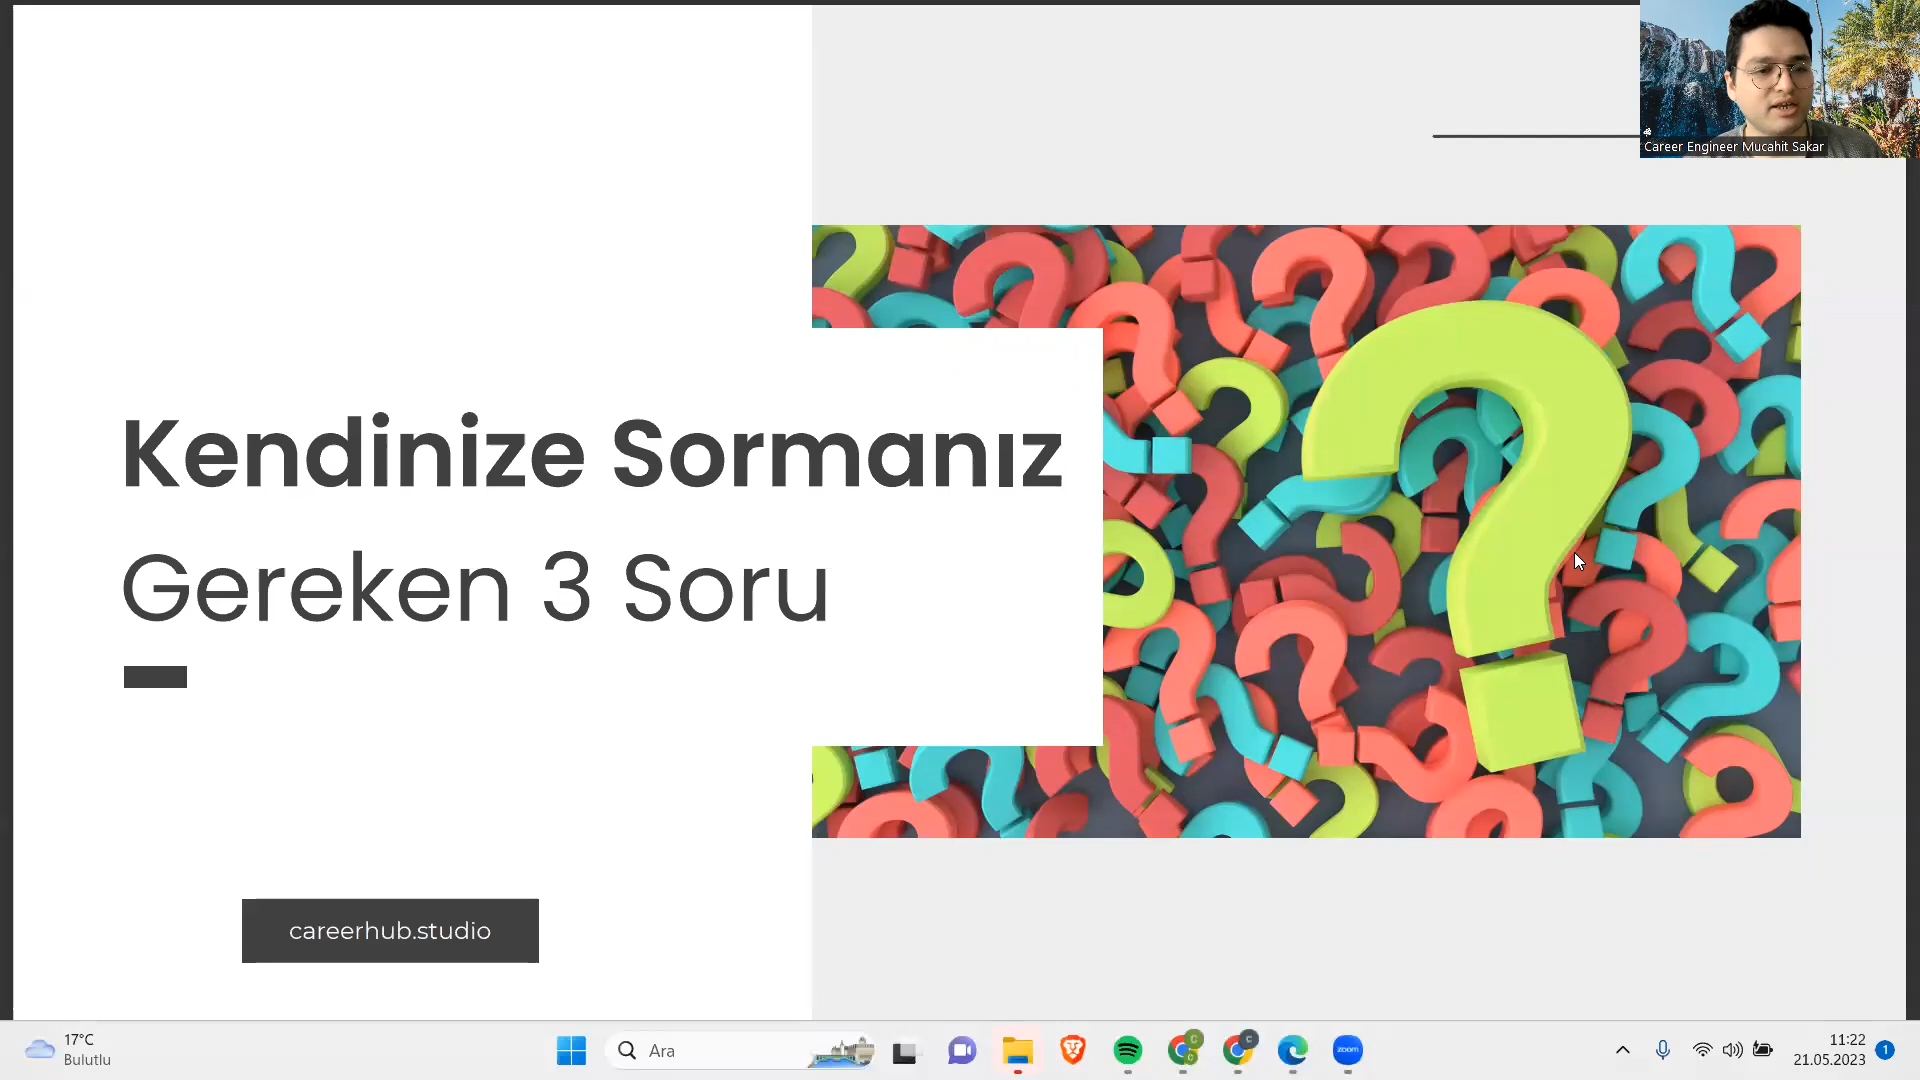 Career Engineer Mucahit Sakar
Kendinize Sormanız
Gereken 3 Soru
careerhub.studio
17°C
Bulutlu
Ara
C
C
C
zoom
11:22
21.05.2023
1